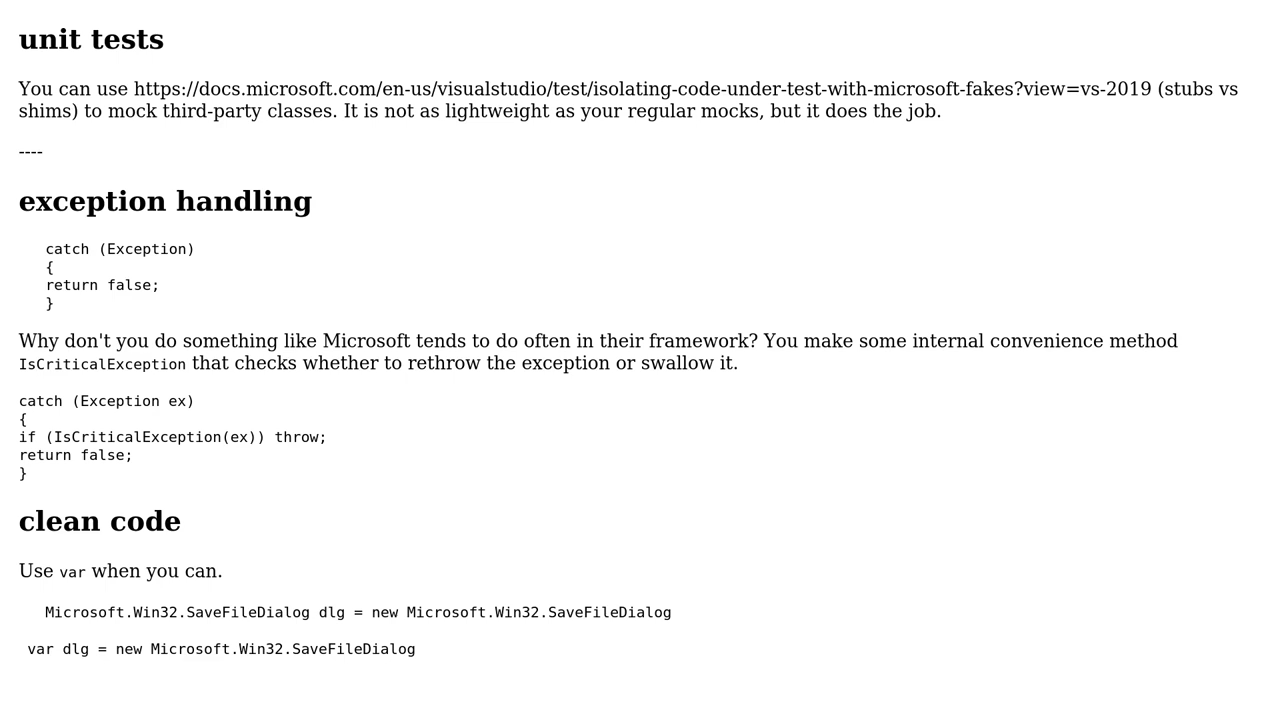 unit tests
You can use https://docs.microsoft.com/en-us/visualstudio/test/isolating-code-under-test-with-microsoft-fakes?view=vs-2019 (stubs vs
shims) to mock third-party classes. It is not as lightweight as your regular mocks, but it does the job.
----
exception handling
catch (Exception)
{
return false;
}
Why don't you do something like Microsoft tends to do often in their framework? You make some internal convenience method
IsCriticalException that checks whether to rethrow the exception or swallow it.
catch (Exception ex)
{
if (IsCriticalException(ex)) throw;
return false;
}
clean code
Use var when you can.
Microsoft.Win32.SaveFileDialog dlg = new Microsoft.Win32.SaveFileDialog
var dlg = new Microsoft.Win32.SaveFileDialog